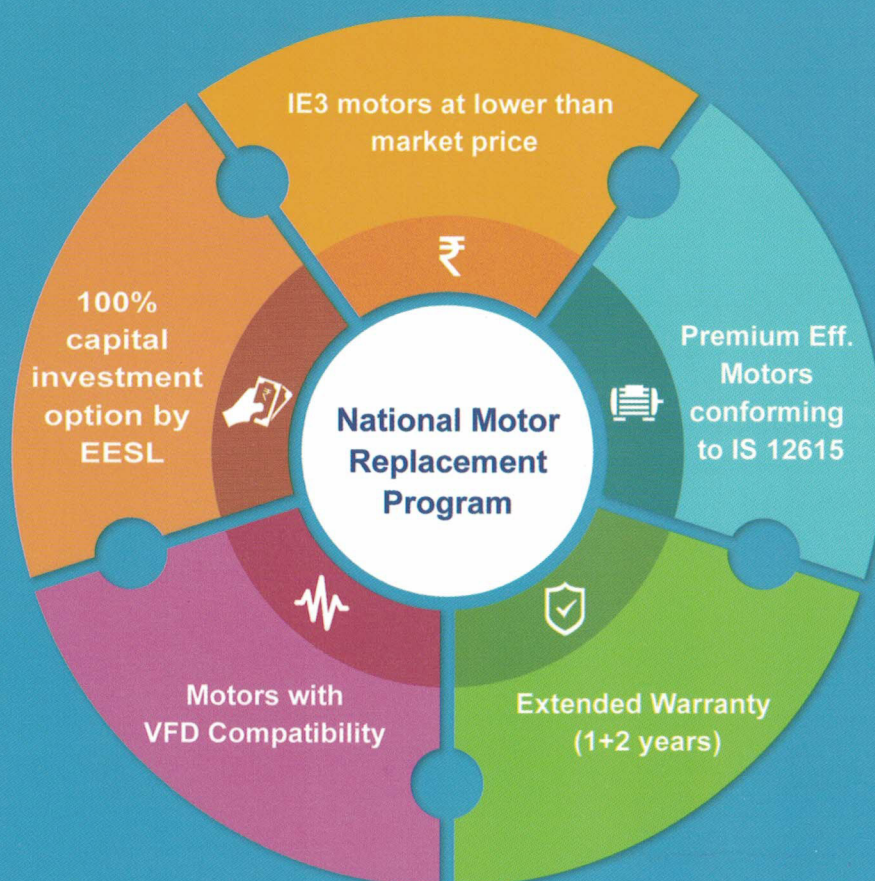 IE3 motors at lower than
market price
₹
Premium Eff.
Motors
conforming
to IS 12615
Extended Warranty
(1+2 years)
Motors with
VFD Compatibility
100%
capital
investment
option by
EESL
National Motor
Replacement
Program